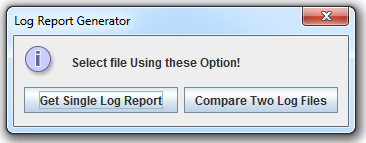 Log Report Generator
Select file Using these Option!
Get Single Log Report
Compare Two Log Files